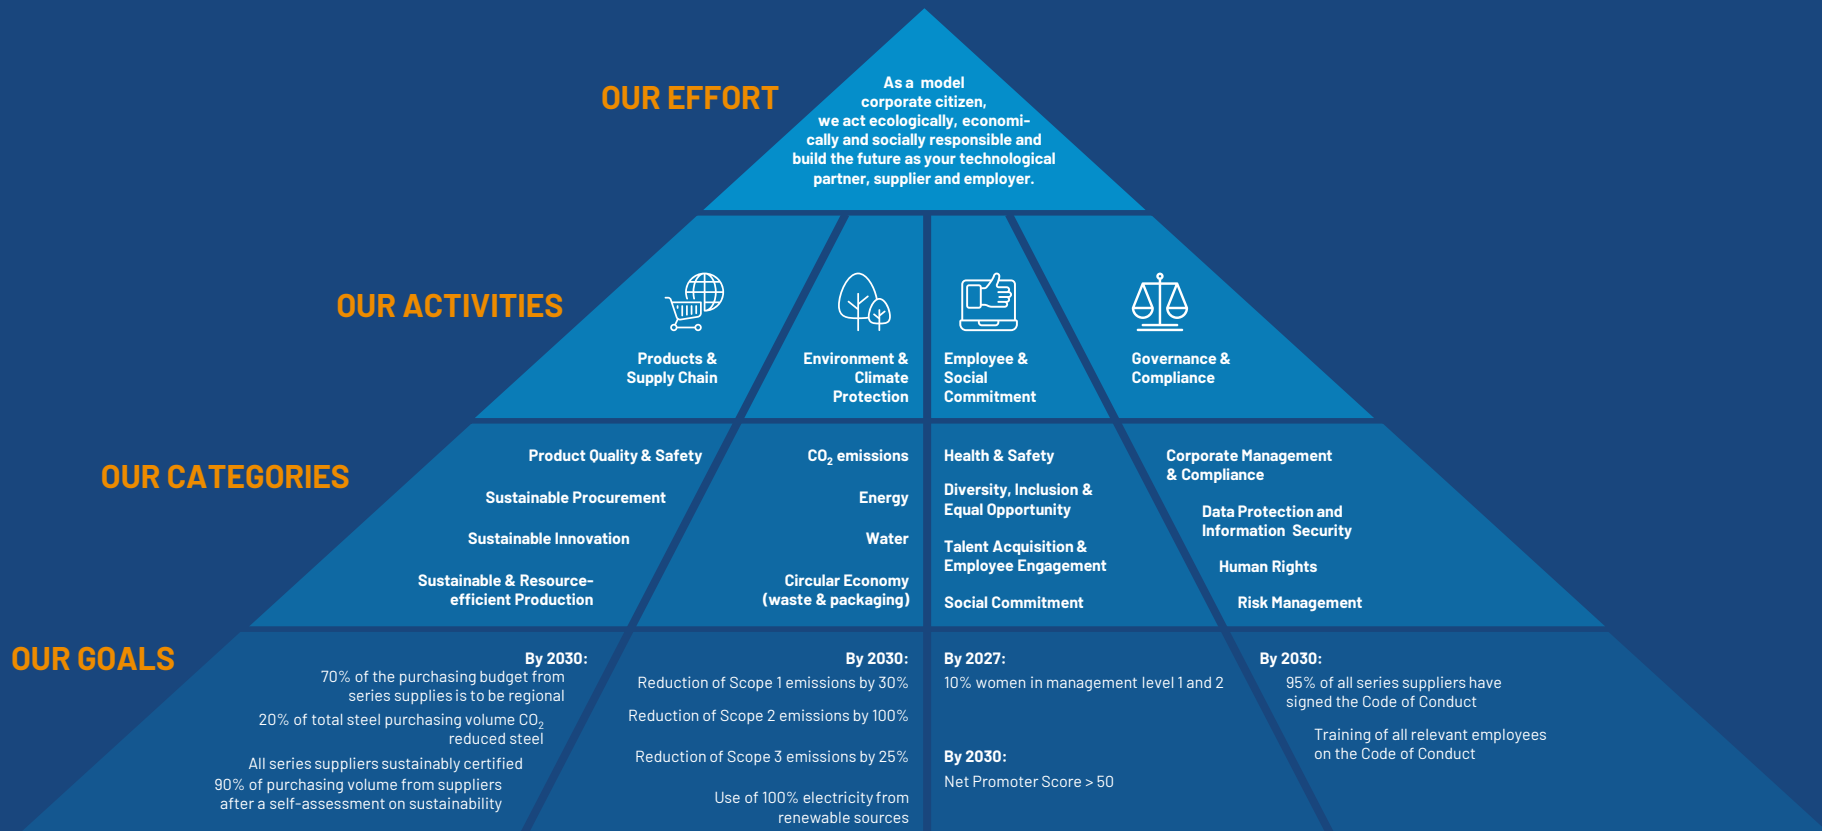 OUR EFFORT
As a model
corporate citizen,
we act ecologically, economi-
cally and socially responsible and
build the future as your technological
partner, supplier and employer.
OUR ACTIVITIES
Products &
Supply Chain
Environment &
Climate
Protection
Employee &
Social
Commitment
Governance &
Compliance
OUR CATEGORIES
Product Quality & Safety
Sustainable Procurement
Sustainable Innovation
Sustainable & Resource-
efficient Production
CO₂ emissions
Energy
Water
Circular Economy
(waste & packaging)
Health & Safety
Diversity, Inclusion &
Equal Opportunity
Talent Acquisition &
Employee Engagement
Social Commitment
Corporate Management
& Compliance
Data Protection and
Information Security
Human Rights
Risk Management
OUR GOALS
By 2030:
70% of the purchasing budget from
series supplies is to be regional
20% of total steel purchasing volume CO₂
reduced steel
All series suppliers sustainably certified
90% of purchasing volume from suppliers
after a self-assessment on sustainability
By 2030:
Reduction of Scope 1 emissions by 30%
Reduction of Scope 2 emissions by 100%
Reduction of Scope 3 emissions by 25%
Use of 100% electricity from
renewable sources
By 2027:
10% women in management level 1 and 2
By 2030:
Net Promoter Score > 50
By 2030:
95% of all series suppliers have
signed the Code of Conduct
Training of all relevant employees
on the Code of Conduct